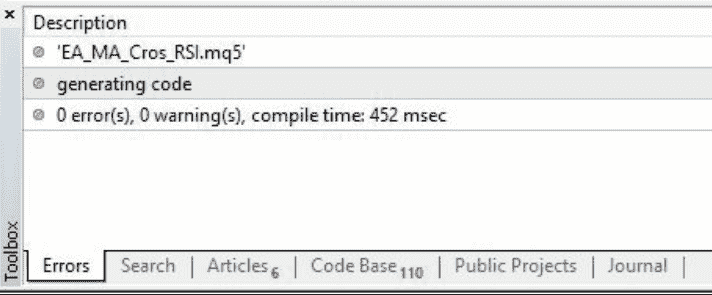 Description
'EA_MA_Cros_RSI.mq5'
generating code
0 error(s), 0 warning(s), compile time: 452 msec
Toolbox
Errors | Search | Articles 6 | Code Base 110 | Public Projects | Journal |